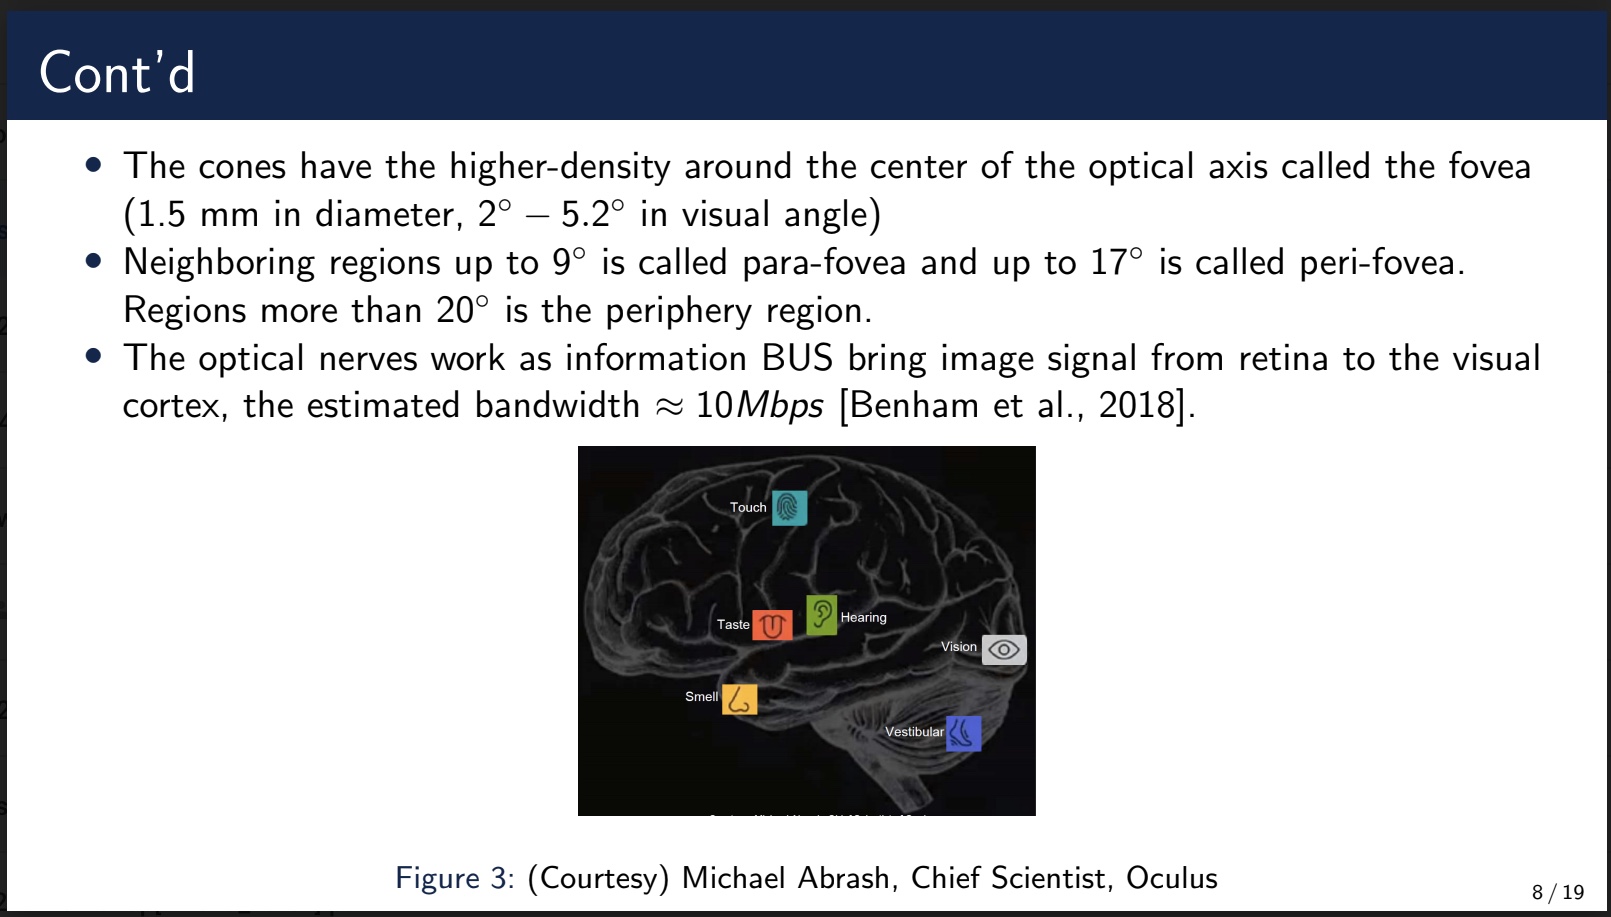 Cont'd
• The cones have the higher-density around the center of the optical axis called the fovea
(1.5 mm in diameter, 2° – 5.2° in visual angle)
• Neighboring regions up to 9° is called para-fovea and up to 17° is called peri-fovea.
Regions more than 20° is the periphery region.
• The optical nerves work as information BUS bring image signal from retina to the visual
cortex, the estimated bandwidth ≈ 10Mbps [Benham et al., 2018].
Touch
Taste
Hearing
Vision
Smell
Vestibular
Figure 3: (Courtesy) Michael Abrash, Chief Scientist, Oculus
8 / 19